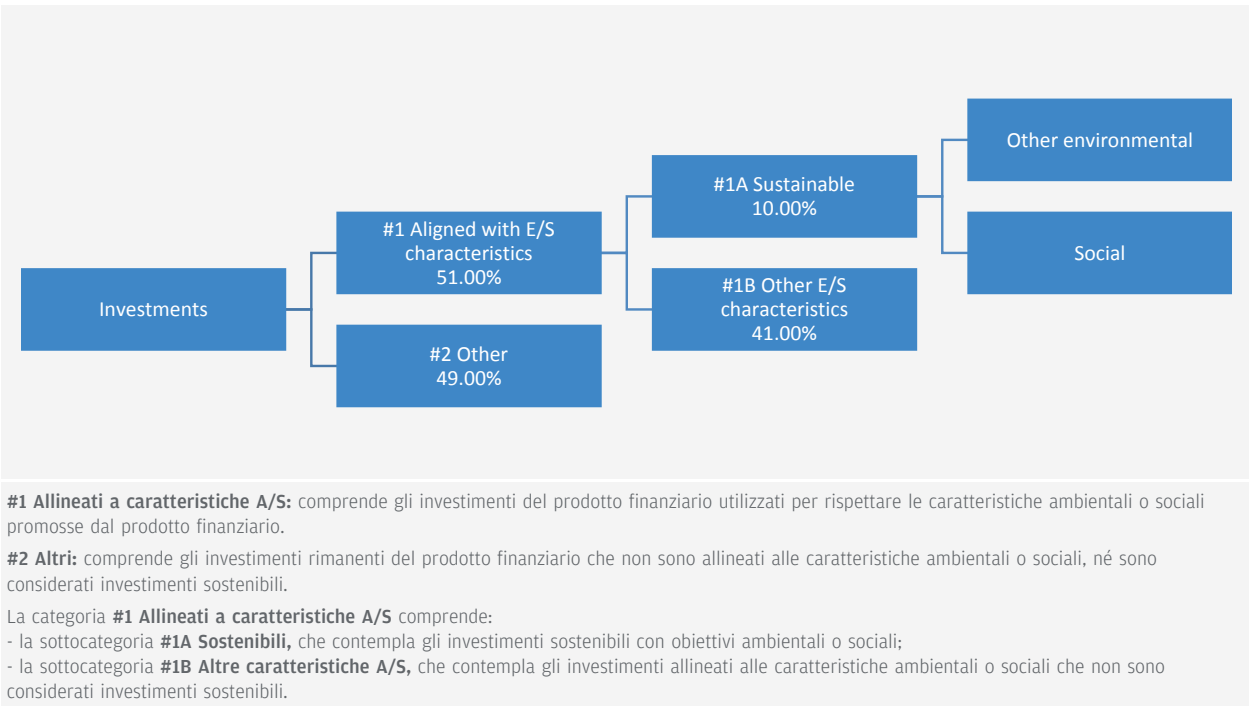 Investments
#1 Aligned with E/S
characteristics
51.00%
#2 Other
49.00%
#1A Sustainable
10.00%
#1B Other E/S
characteristics
41.00%
Other environmental
Social
#1 Allineati a caratteristiche A/S: comprende gli investimenti del prodotto finanziario utilizzati per rispettare le caratteristiche ambientali o sociali
promosse dal prodotto finanziario.
#2 Altri: comprende gli investimenti rimanenti del prodotto finanziario che non sono allineati alle caratteristiche ambientali o sociali, né sono
considerati investimenti sostenibili.
La categoria #1 Allineati a caratteristiche A/S comprende:
- la sottocategoria #1A Sostenibili, che contempla gli investimenti sostenibili con obiettivi ambientali o sociali;
- la sottocategoria #1B Altre caratteristiche A/S, che contempla gli investimenti allineati alle caratteristiche ambientali o sociali che non sono
considerati investimenti sostenibili.